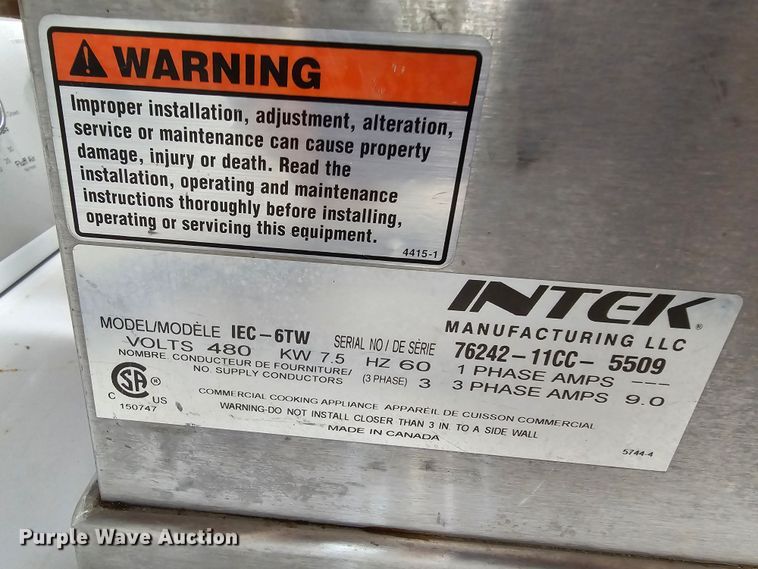 WARNING
Improper installation, adjustment, alteration,
service or maintenance can cause property
damage, injury or death. Read the
installation, operating and maintenance
instructions thoroughly before installing,
operating or servicing this equipment.
4415-1
INTEK®
MANUFACTURING LLC
MODEL/MODÈLE IEC-6TW SERIAL NO/ DE SÉRIE 76242-11CC-5509
VOLTS 480 KW 7.5 HZ 60 1 PHASE AMPS ---
NOMBRE CONDUCTEUR DE FOURNITURE/
NO. SUPPLY CONDUCTORS (3 PHASE) 3 3 PHASE AMPS 9.0
SA
C US
150747
COMMERCIAL COOKING APPLIANCE APPAREIL DE CUISSON COMMERCIAL
WARNING-DO NOT INSTALL CLOSER THAN 3 IN. TO A SIDE WALL
MADE IN CANADA
5744-4
Purple Wave Auction